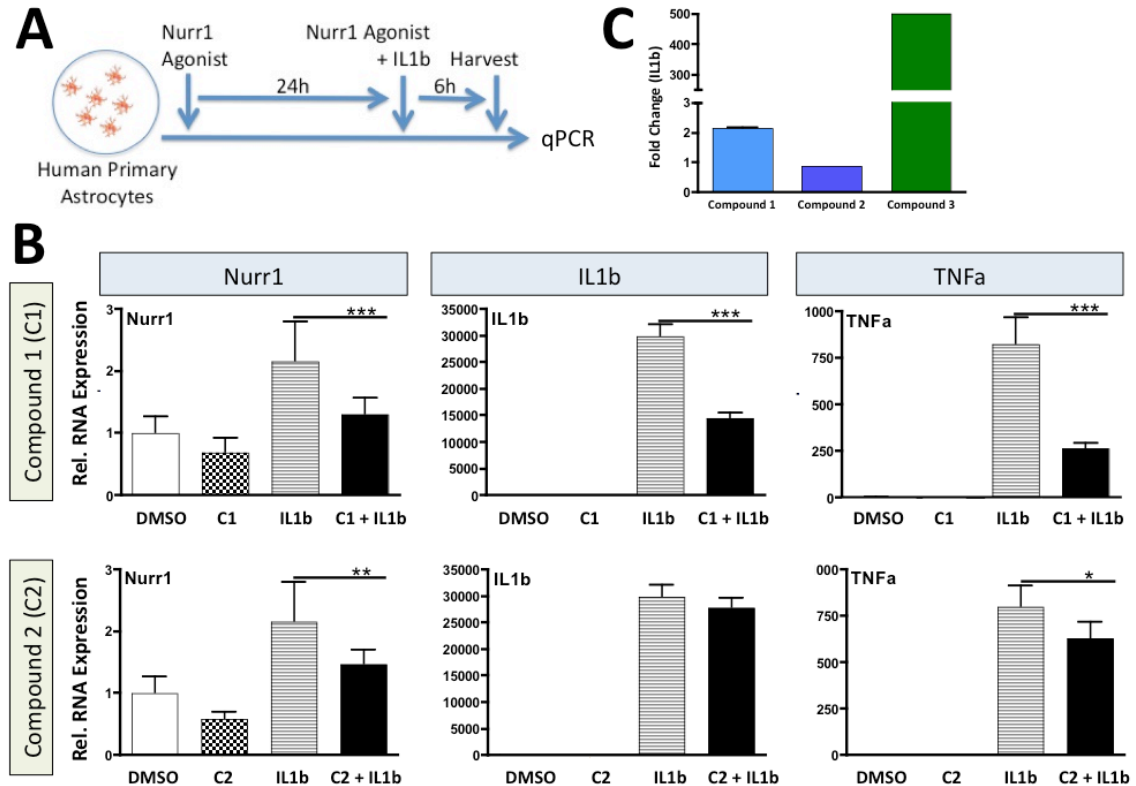 A
Nurr1
Agonist
Nurr1 Agonist
+ IL1b
Harvest
24h
6h
qPCR
Human Primary
Astrocytes
C
Fold Change (IL1b)
500
400
300
3
2
1
0
Compound 1
Compound 2
Compound 3
B
Nurr1
IL1b
TNFa
Compound 1 (C1)
Rel. RNA Expression
Nurr1
3
2
1
0
***
DMSO
C1
IL1b
C1 + IL1b
IL1b
35000
30000
25000
20000
15000
10000
5000
0
***
DMSO
C1
IL1b
C1 + IL1b
TNFa
1000
750
500
250
0
***
DMSO
C1
IL1b
C1 + IL1b
Compound 2 (C2)
Rel. RNA Expression
Nurr1
3
2
1
0
**
DMSO
C2
IL1b
C2 + IL1b
IL1b
35000
30000
25000
20000
15000
10000
5000
0
DMSO
C2
IL1b
C2 + IL1b
TNFa
000
750
500
750
0
*
DMSO
C2
IL1b
C2 + IL1b